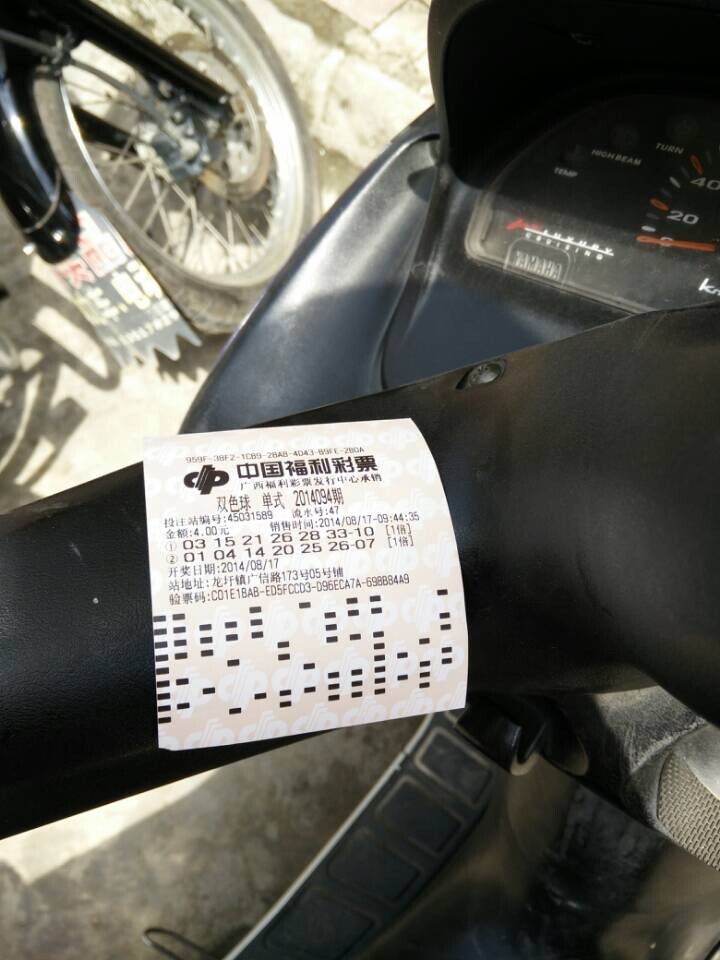 HIGH BEAM
TURN
TEMP
40
20
LUXURY
CRUISING
YAMAHA
km
959F-38F2-1CB9-2BAB-4D43-B9FE-2B0A
中国福利彩票
广西福利彩票发行中心承销
双色球 单式 2014094期
投注站编号:45031589 流水号:47
金额:4.00元 销售时间:2014/08/17-09:44:35
① 03 15 21 26 28 33-10 [1倍]
② 01 04 14 20 25 26-07 [1倍]
开奖日期:2014/08/17
站地址:龙圩镇广信路173号05号铺
验票码:C01E1BAB-ED5FCCD3-D96ECA7A-698B84A9